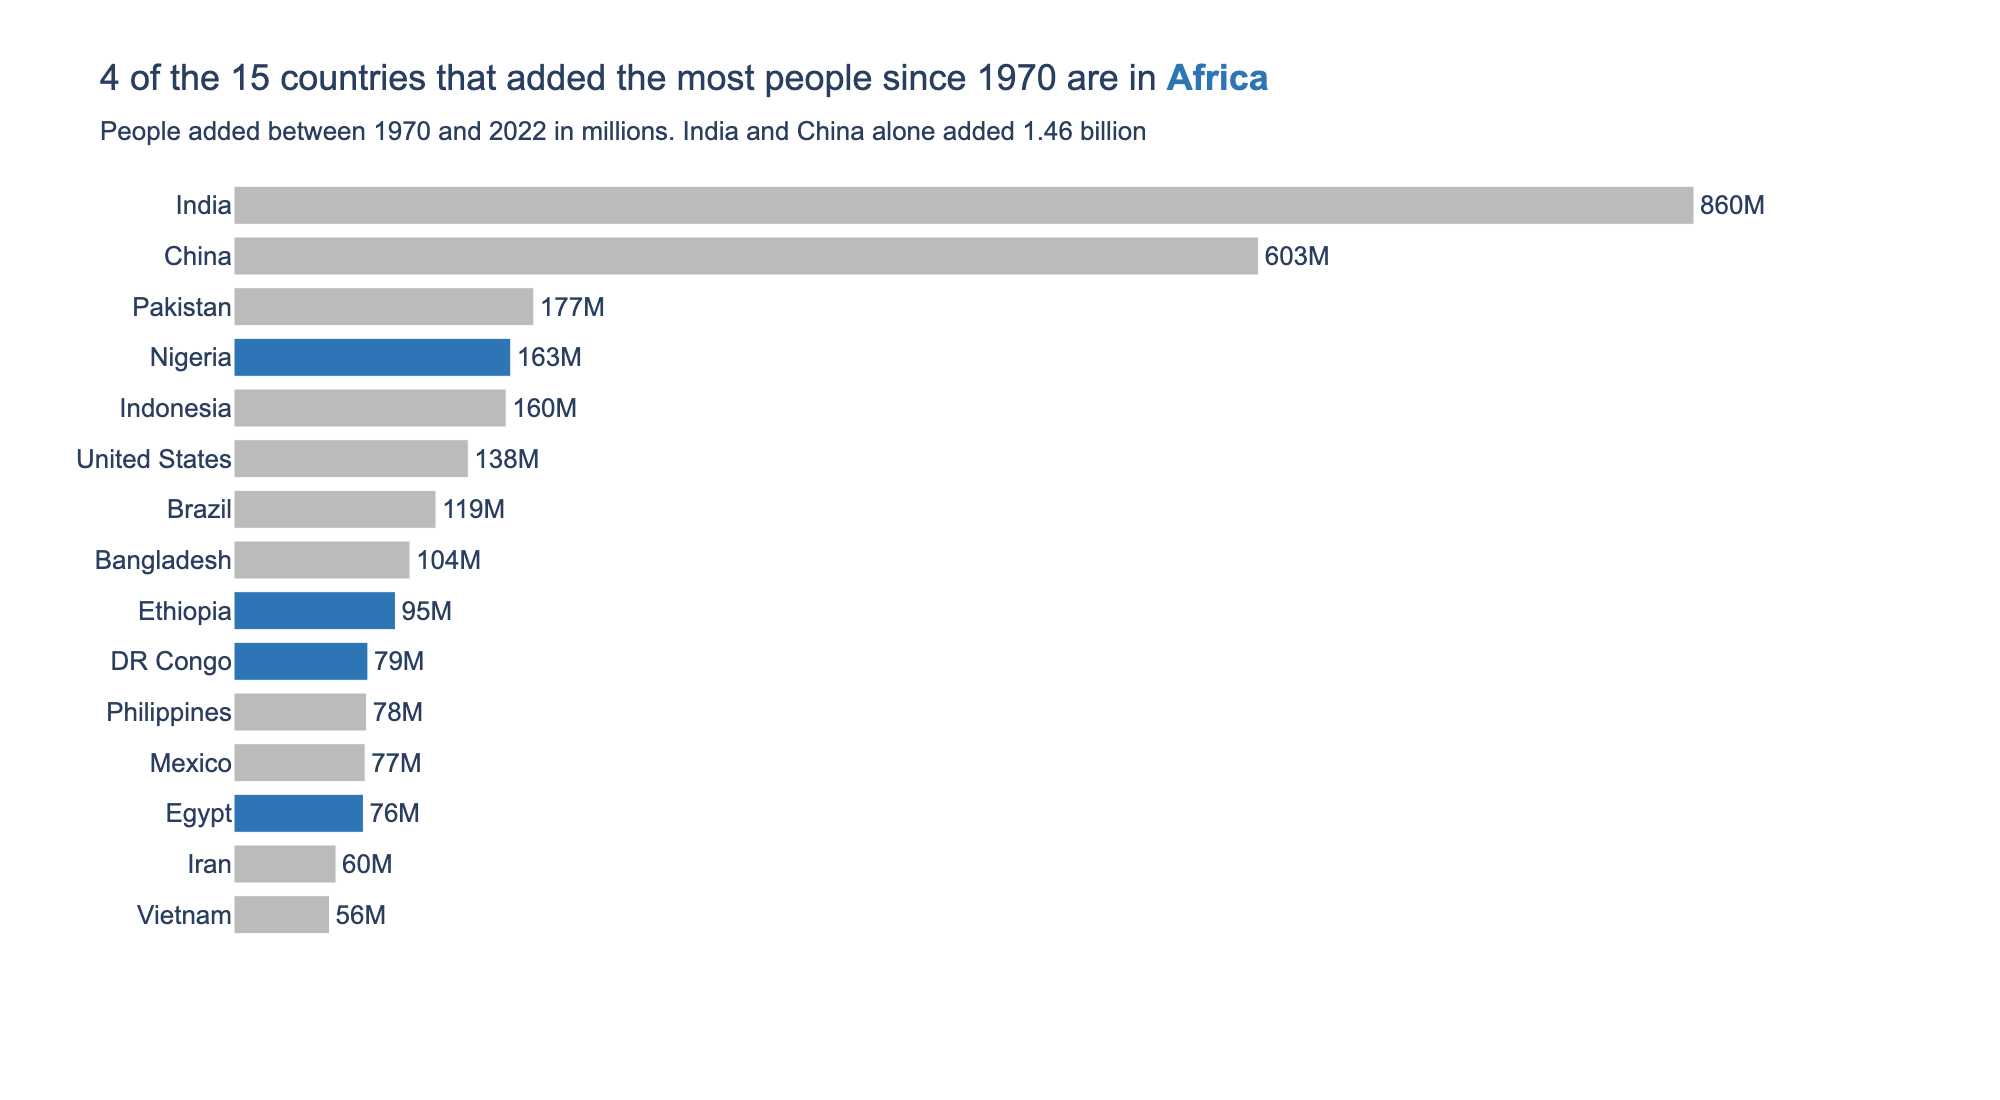 4 of the 15 countries that added the most people since 1970 are in Africa
People added between 1970 and 2022 in millions. India and China alone added 1.46 billion
India 860M
China 603M
Pakistan 177M
Nigeria 163M
Indonesia 160M
United States 138M
Brazil 119M
Bangladesh 104M
Ethiopia 95M
DR Congo 79M
Philippines 78M
Mexico 77M
Egypt 76M
Iran 60M
Vietnam 56M